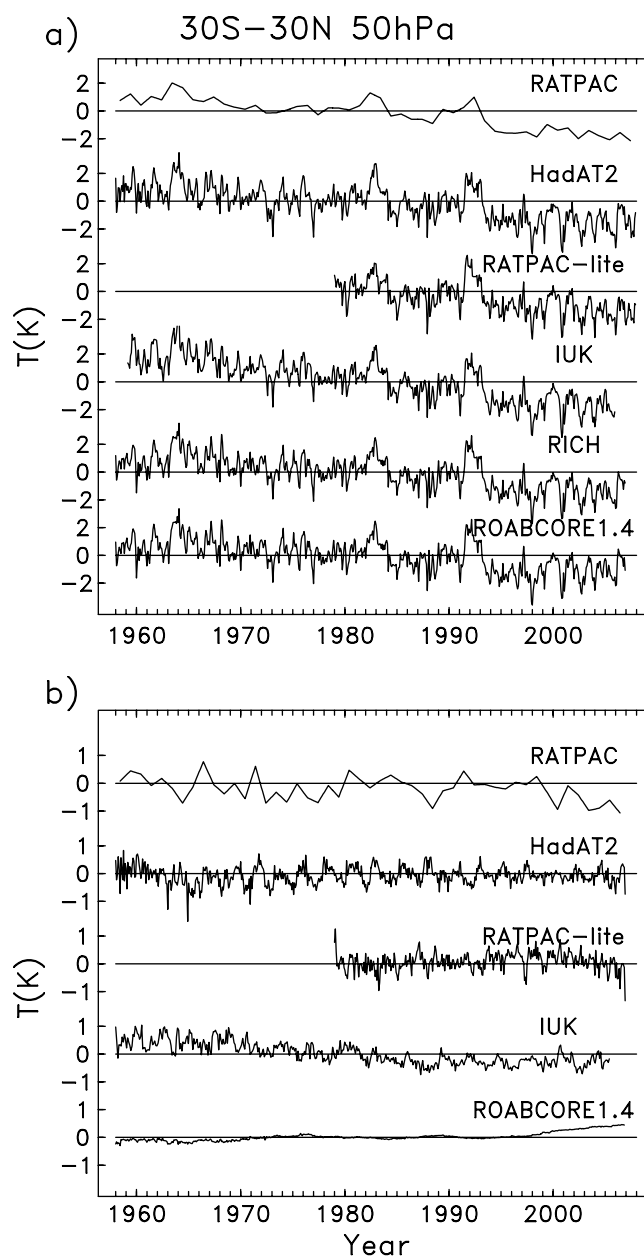 a) 30S−30N 50hPa
RATPAC
2
0
−2
HadAT2
2
0
−2
RATPAC−lite
2
0
−2
T(K)
IUK
2
0
−2
RICH
2
0
−2
ROABCORE1.4
2
0
−2
1960 1970 1980 1990 2000
b)
RATPAC
1
0
−1
HadAT2
1
0
−1
RATPAC−lite
1
0
−1
T(K)
IUK
1
0
−1
ROABCORE1.4
1
0
−1
1960 1970 1980 1990 2000
Year